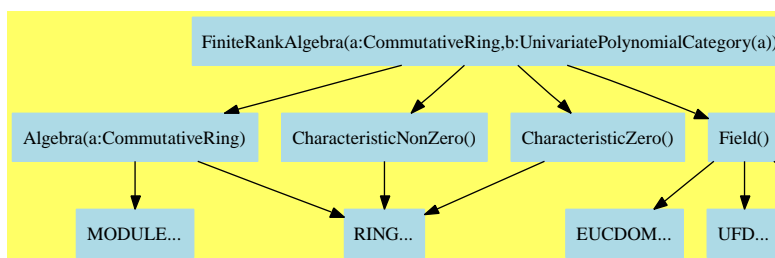 FiniteRankAlgebra(a:CommutativeRing,b:UnivariatePolynomialCategory(a))
Algebra(a:CommutativeRing) CharacteristicNonZero() CharacteristicZero() Field()
MODULE... RING... EUCDOM... UFD...